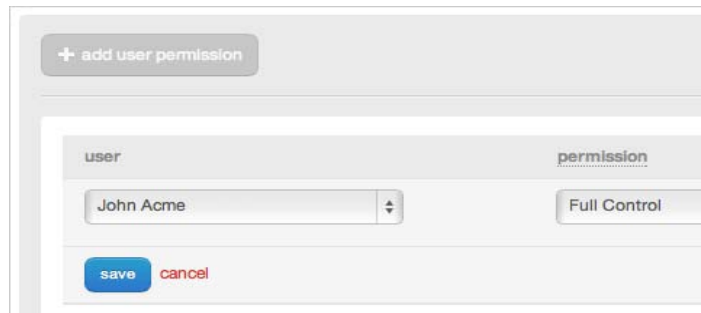 + add user permission
user permission
John Acme Full Control
save cancel